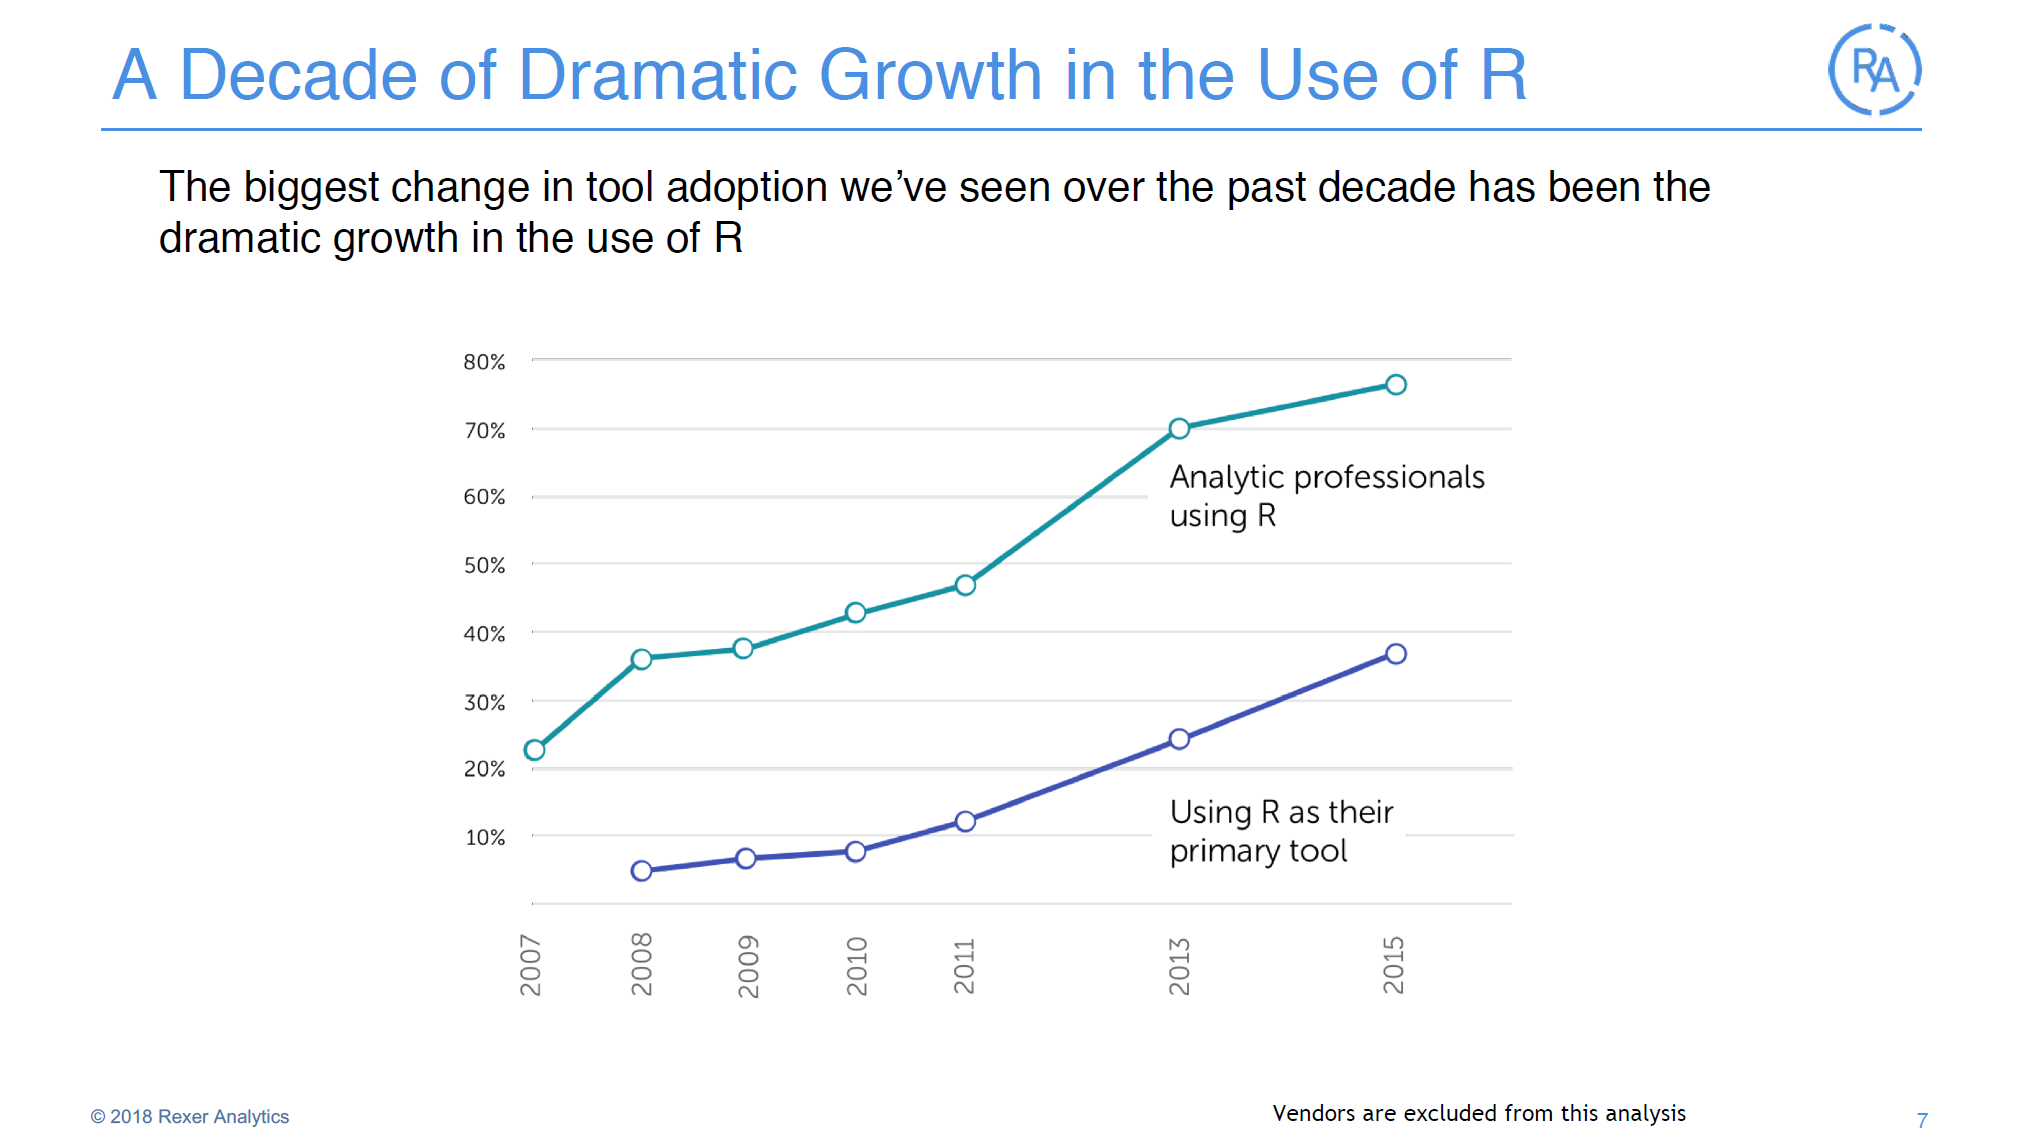 A Decade of Dramatic Growth in the Use of R
RA
The biggest change in tool adoption we’ve seen over the past decade has been the
dramatic growth in the use of R
80%
70%
60%
50%
40%
30%
20%
10%
Analytic professionals
using R
Using R as their
primary tool
2007
2008
2009
2010
2011
2013
2015
© 2018 Rexer Analytics
Vendors are excluded from this analysis
7